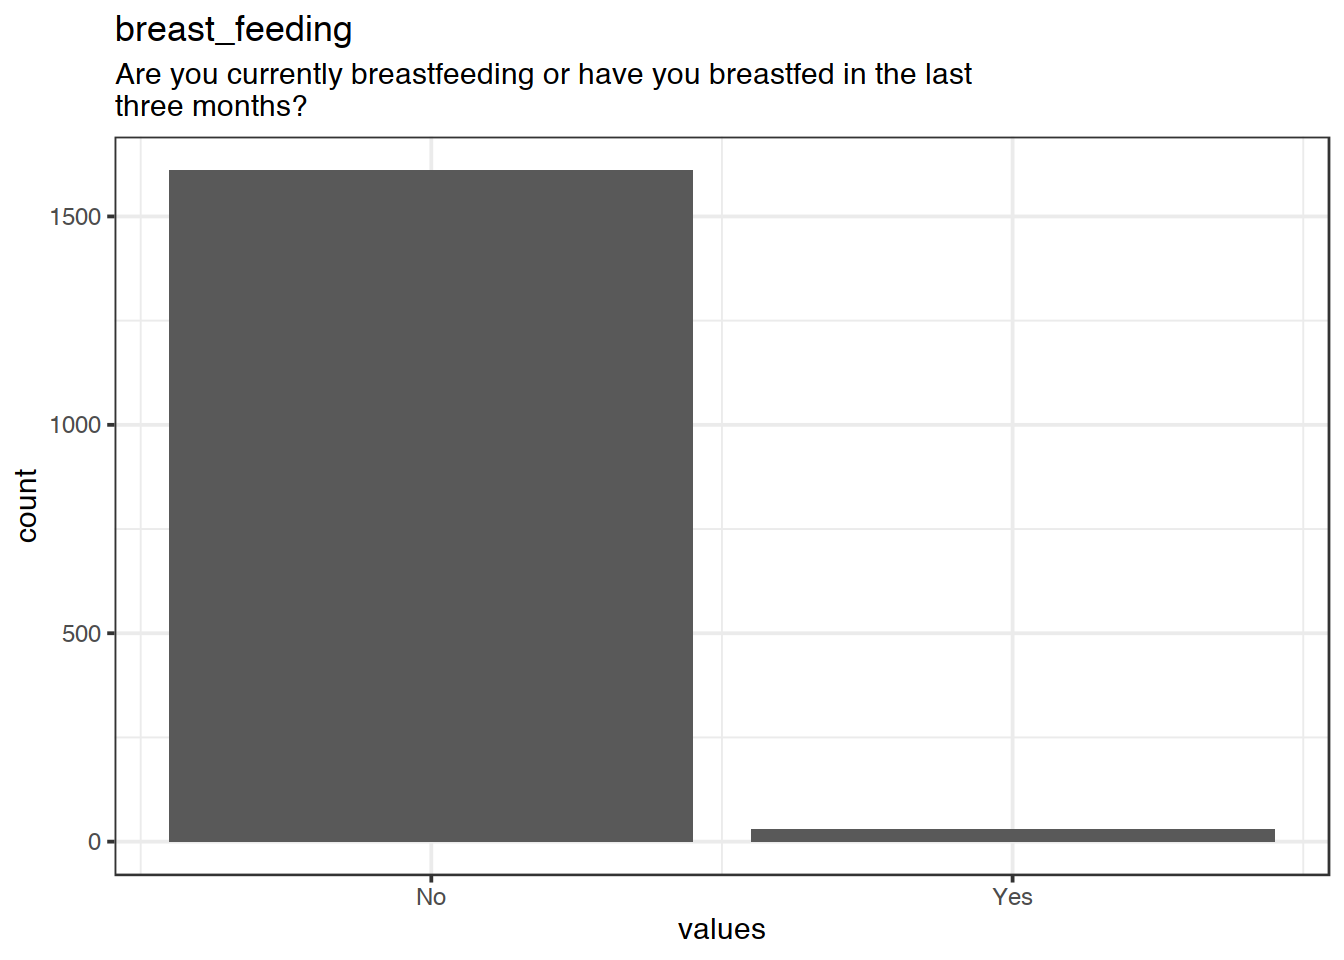 breast_feeding
Are you currently breastfeeding or have you breastfed in the last
three months?
1500
1000
500
0
count
No
Yes
values